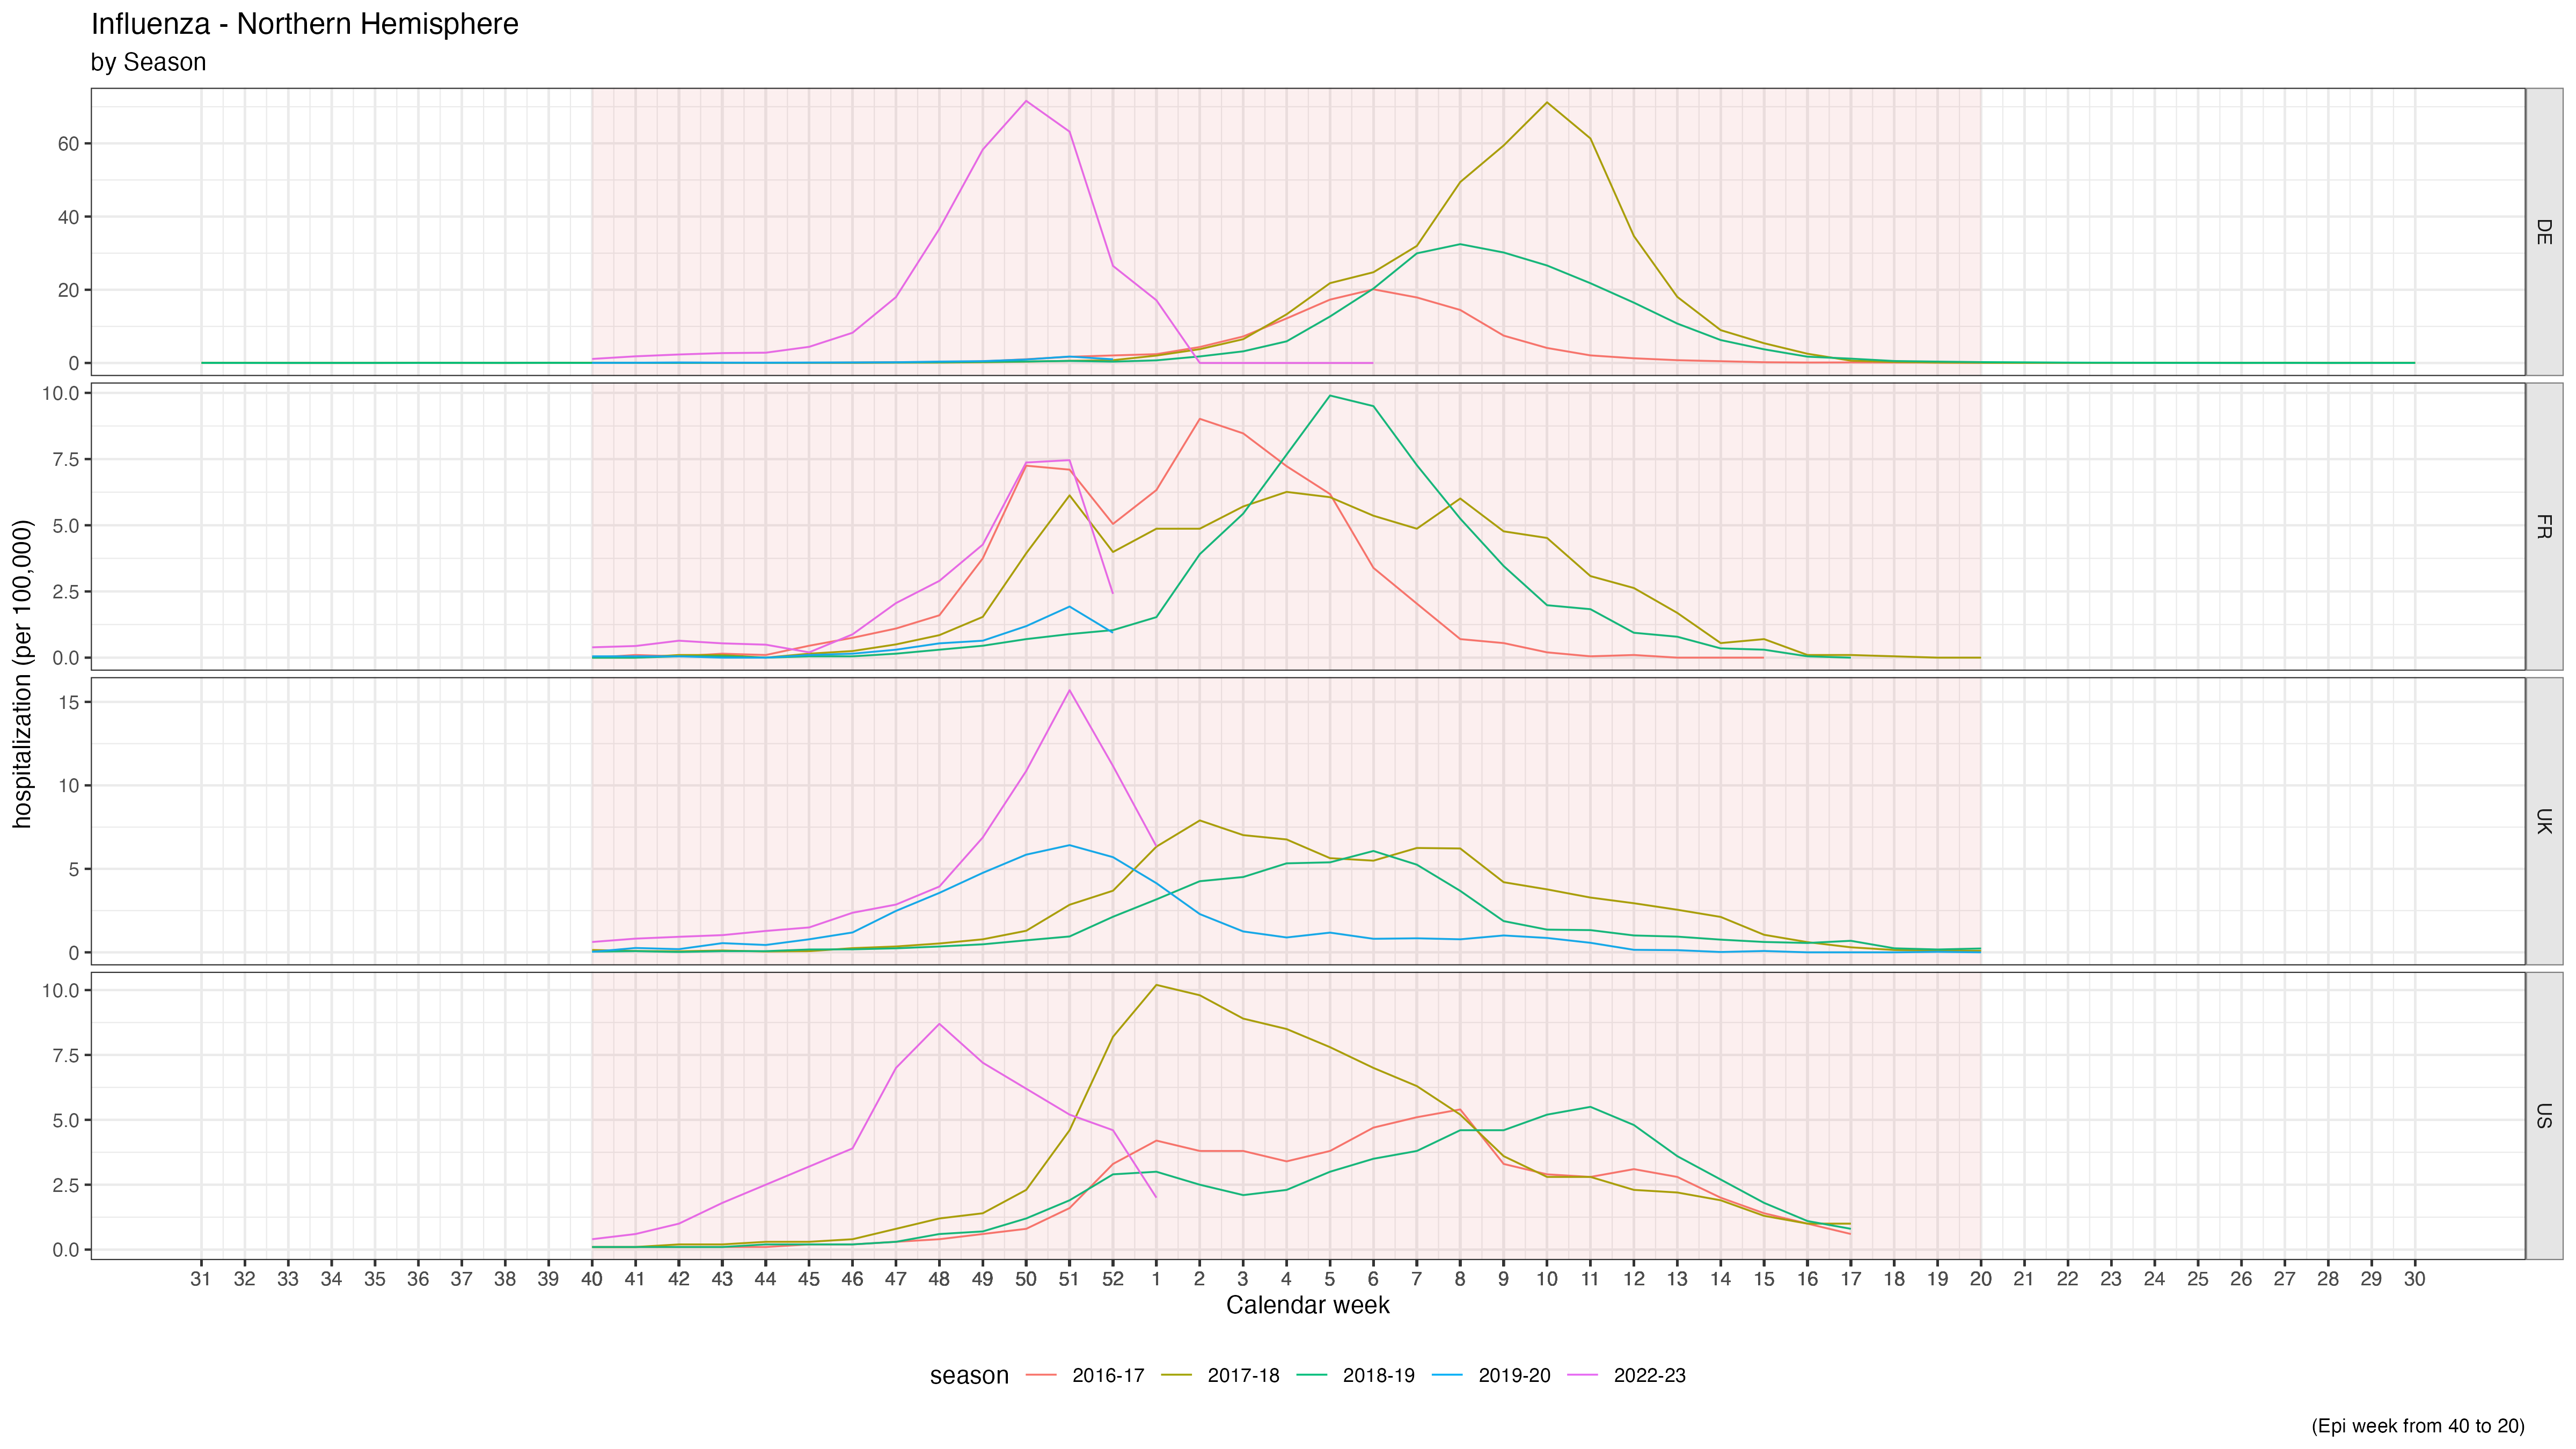 Influenza - Northern Hemisphere
by Season
hospitalization (per 100,000)
60
40
20
0
DE
10.0
7.5
5.0
2.5
0.0
FR
15
10
5
0
UK
10.0
7.5
5.0
2.5
0.0
US
31 32 33 34 35 36 37 38 39 40 41 42 43 44 45 46 47 48 49 50 51 52 1 2 3 4 5 6 7 8 9 10 11 12 13 14 15 16 17 18 19 20 21 22 23 24 25 26 27 28 29 30
Calendar week
season 2016-17 2017-18 2018-19 2019-20 2022-23
(Epi week from 40 to 20)